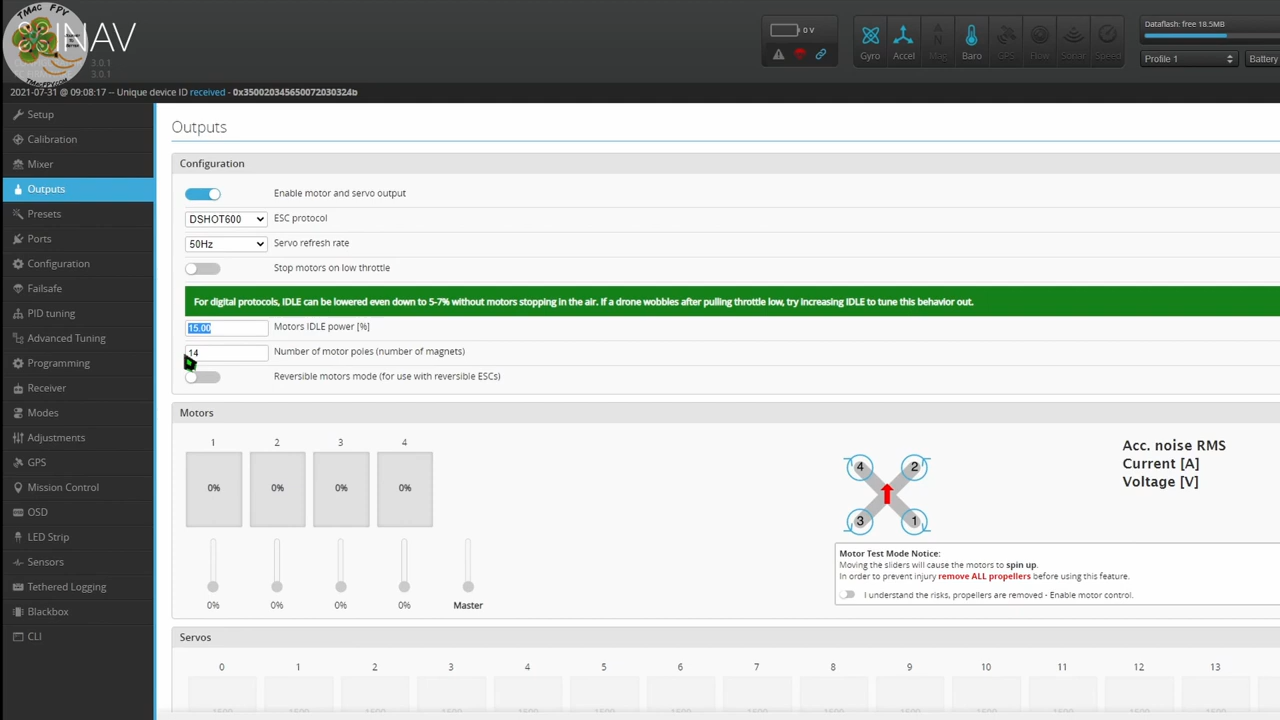 TMAC FPV
TMACFPV.COM
INAV
3.0.1
3.0.1
0 V
Gyro
Accel
Mag
Baro
GPS
Flow
Sonar
Speed
Dataflash: free 18.5MB
Profile 1
Battery
2021-07-31 @ 09:08:17 -- Unique device ID received - 0x350020345650072030324b
Setup
Calibration
Mixer
Outputs
Presets
Ports
Configuration
Failsafe
PID tuning
Advanced Tuning
Programming
Receiver
Modes
Adjustments
GPS
Mission Control
OSD
LED Strip
Sensors
Tethered Logging
Blackbox
CLI
Outputs
Configuration
Enable motor and servo output
DSHOT600 ESC protocol
50Hz Servo refresh rate
Stop motors on low throttle
For digital protocols, IDLE can be lowered even down to 5-7% without motors stopping in the air. If a drone wobbles after pulling throttle low, try increasing IDLE to tune this behavior out.
15.00 Motors IDLE power [%]
14 Number of motor poles (number of magnets)
Reversible motors mode (for use with reversible ESCs)
Motors
1 2 3 4
0% 0% 0% 0%
0% 0% 0% 0% Master
4 2
3 1
Acc. noise RMS
Current [A]
Voltage [V]
Motor Test Mode Notice:
Moving the sliders will cause the motors to spin up.
In order to prevent injury remove ALL propellers before using this feature.
I understand the risks, propellers are removed - Enable motor control.
Servos
0 1 2 3 4 5 6 7 8 9 10 11 12 13